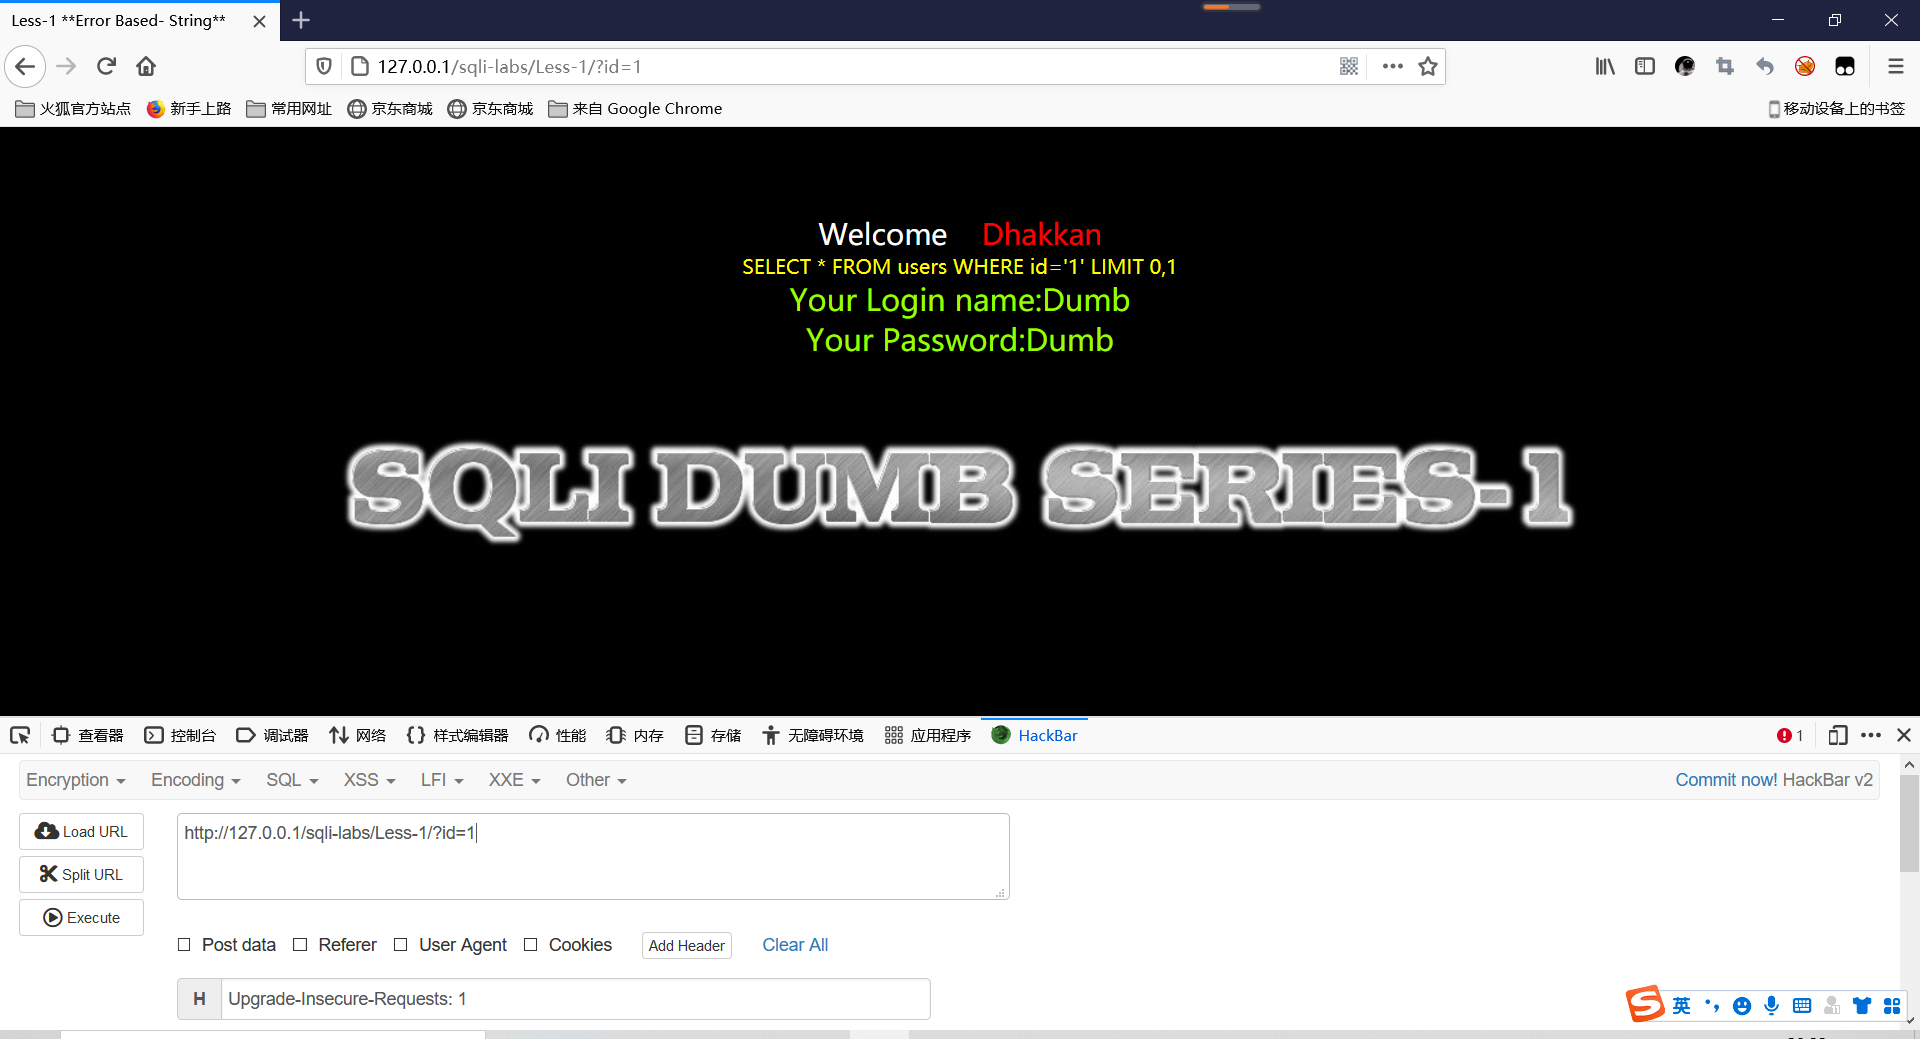 Less-1 **Error Based- String**
127.0.0.1/sqli-labs/Less-1/?id=1
火狐官方站点 新手上路 常用网址 京东商城 京东商城 来自 Google Chrome 移动设备上的书签
Welcome Dhakkan
SELECT * FROM users WHERE id='1' LIMIT 0,1
Your Login name:Dumb
Your Password:Dumb
SQLI DUMB SERIES-1
查看器 控制台 调试器 网络 样式编辑器 性能 内存 存储 无障碍环境 应用程序 HackBar 1
Encryption Encoding SQL XSS LFI XXE Other Commit now! HackBar v2
Load URL
http://127.0.0.1/sqli-labs/Less-1/?id=1
Split URL
Execute
Post data Referer User Agent Cookies Add Header Clear All
H Upgrade-Insecure-Requests: 1
S 英